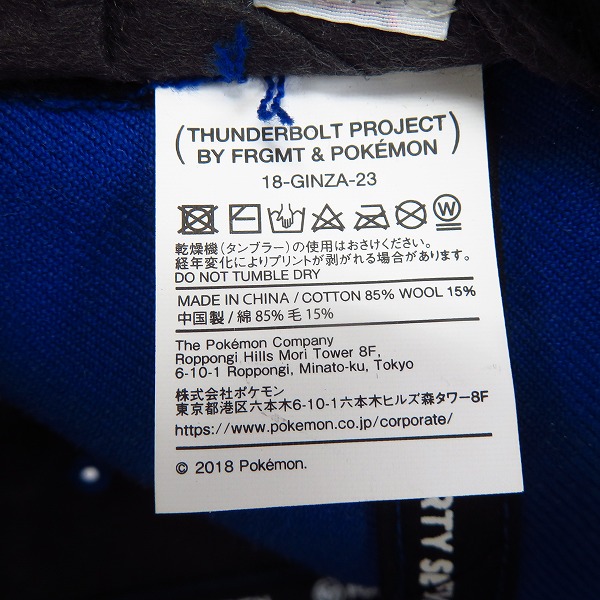 (THUNDERBOLT PROJECT
BY FRGMT & POKÉMON)
18-GINZA-23
W
乾燥機（タンブラー）の使用はおさけください。
経年変化によりプリントが剥がれる場合があります。
DO NOT TUMBLE DRY
MADE IN CHINA / COTTON 85% WOOL 15%
中国製 / 綿 85% 毛 15%
The Pokémon Company
Roppongi Hills Mori Tower 8F,
6-10-1 Roppongi, Minato-ku, Tokyo
株式会社ポケモン
東京都港区六本木6-10-1六本木ヒルズ森タワー8F
https://www.pokemon.co.jp/corporate/
© 2018 Pokémon.